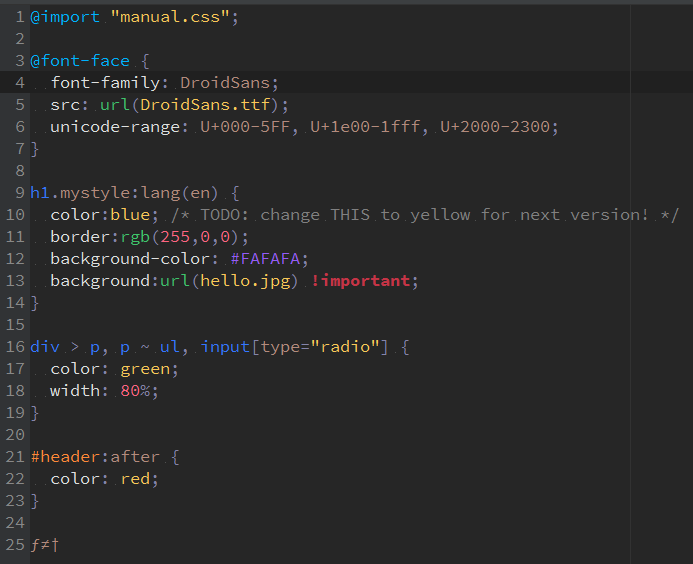 1 @import "manual.css";
2
3 @font-face {
4   font-family: DroidSans;
5   src: url(DroidSans.ttf);
6   unicode-range: U+000-5FF, U+1e00-1fff, U+2000-2300;
7 }
8
9 h1.mystyle:lang(en) {
10   color:blue; /* TODO: change THIS to yellow for next version! */
11   border:rgb(255,0,0);
12   background-color: #FAFAFA;
13   background:url(hello.jpg) !important;
14 }
15
16 div > p, p ~ ul, input[type="radio"] {
17   color: green;
18   width: 80%;
19 }
20
21 #header:after {
22   color: red;
23 }
24
25 ƒ≠†